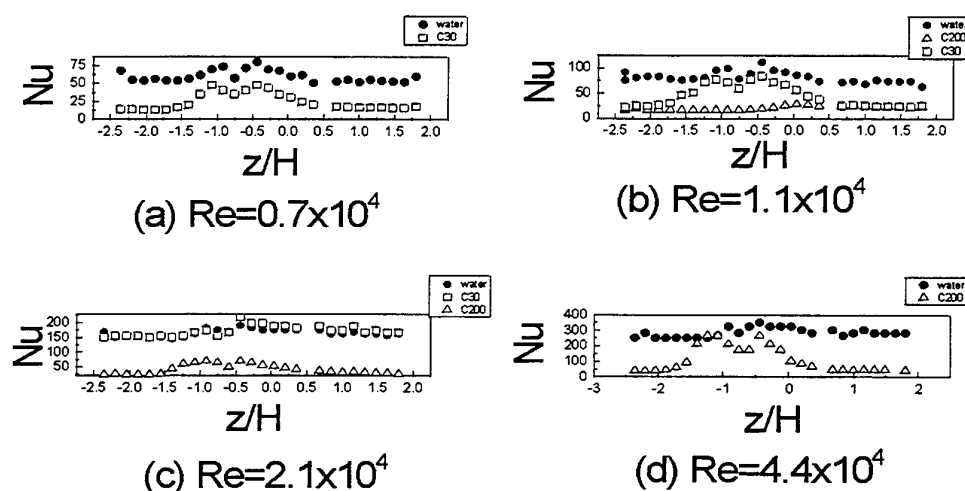 water
C30
Nu
75
50
25
0
-2.5 -2.0 -1.5 -1.0 -0.5 0.0 0.5 1.0 1.5 2.0
z/H
(a) Re=0.7x10⁴
water
C200
C30
Nu
100
50
0
-2.5 -2.0 -1.5 -1.0 -0.5 0.0 0.5 1.0 1.5 2.0
z/H
(b) Re=1.1x10⁴
water
C30
C200
Nu
200
150
100
50
-2.5 -2.0 -1.5 -1.0 -0.5 0.0 0.5 1.0 1.5 2.0
z/H
(c) Re=2.1x10⁴
water
C200
Nu
400
300
200
100
0
-3 -2 -1 0 1 2
z/H
(d) Re=4.4x10⁴